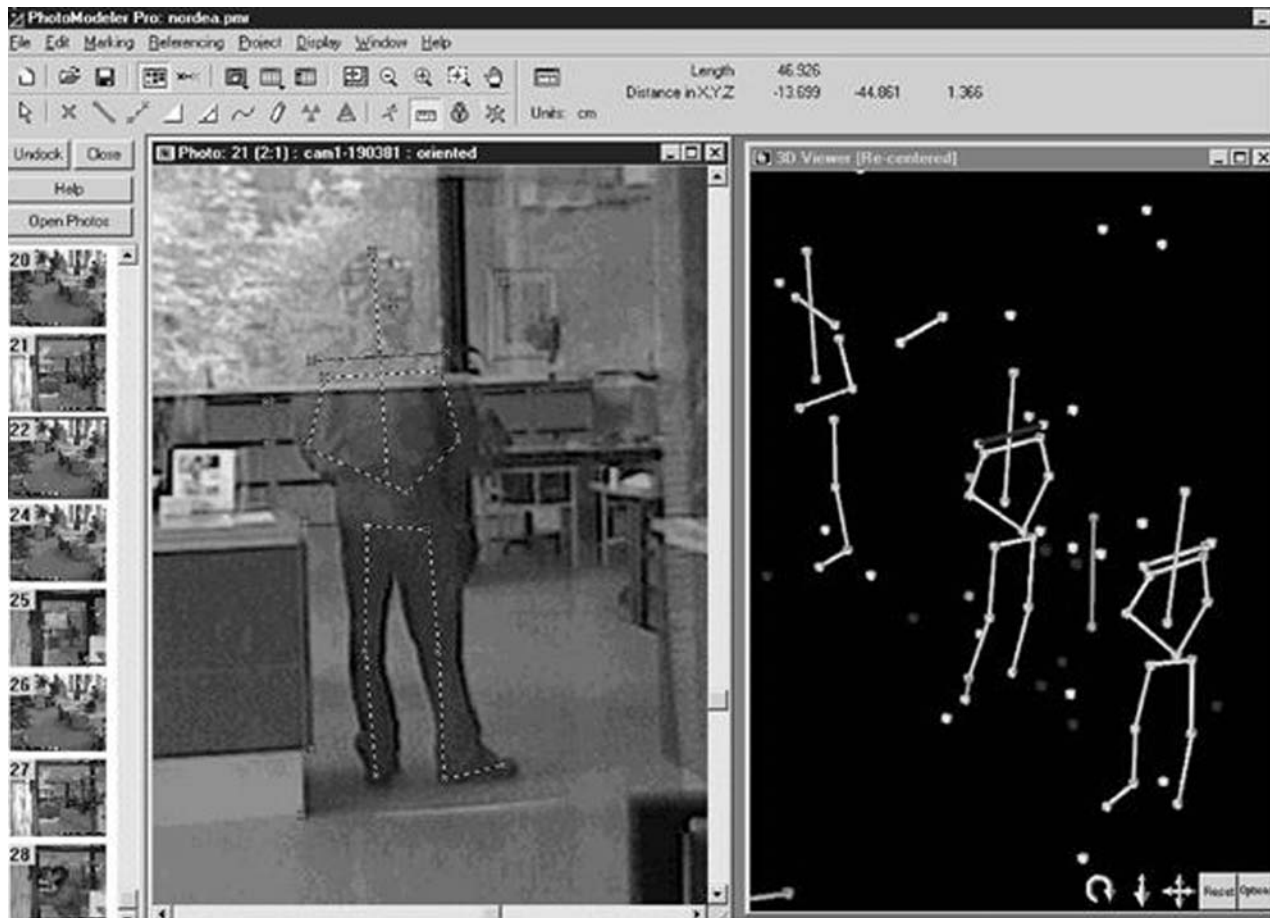 PhotoModeler Pro: nordea.pmr
File Edit Marking Referencing Project Display Window Help
Length 46.926
Distance in X,Y,Z -13.699 -44.861 1.366
Units: cm
Undock Close
Help
Open Photos
Photo: 21 (2:1) : cam1-190381 : oriented
3D Viewer [Re-centered]
20
21
22
24
25
26
27
28
Reset Options